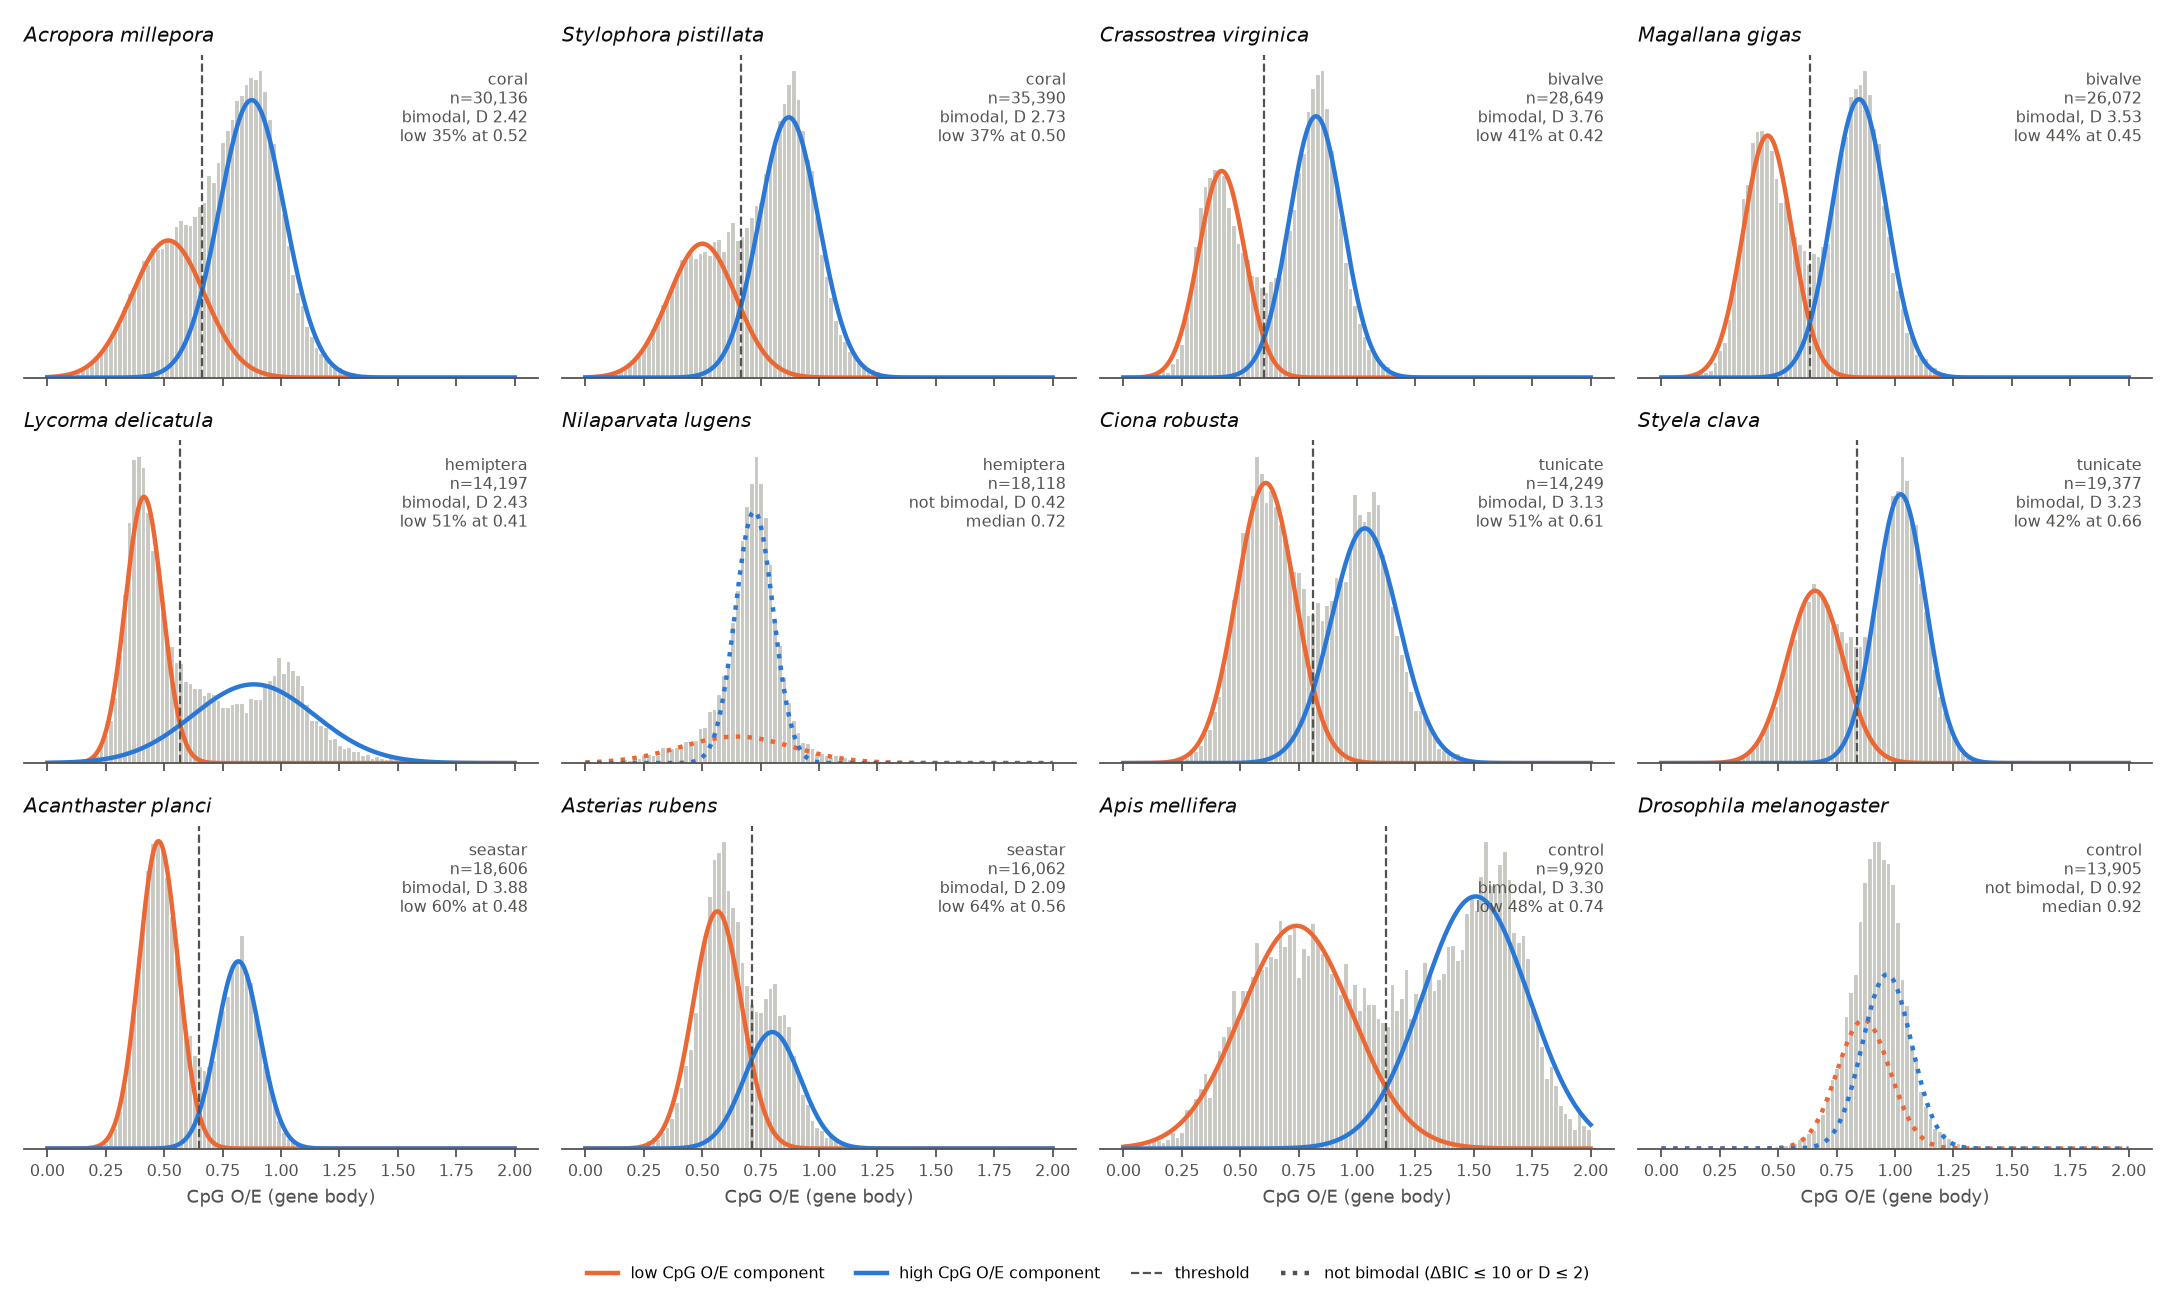 Acropora millepora
coral
n=30,136
bimodal, D 2.42
low 35% at 0.52
Stylophora pistillata
coral
n=35,390
bimodal, D 2.73
low 37% at 0.50
Crassostrea virginica
bivalve
n=28,649
bimodal, D 3.76
low 41% at 0.42
Magallana gigas
bivalve
n=26,072
bimodal, D 3.53
low 44% at 0.45
Lycorma delicatula
hemiptera
n=14,197
bimodal, D 2.43
low 51% at 0.41
Nilaparvata lugens
hemiptera
n=18,118
not bimodal, D 0.42
median 0.72
Ciona robusta
tunicate
n=14,249
bimodal, D 3.13
low 51% at 0.61
Styela clava
tunicate
n=19,377
bimodal, D 3.23
low 42% at 0.66
Acanthaster planci
seastar
n=18,606
bimodal, D 3.88
low 60% at 0.48
0.00 0.25 0.50 0.75 1.00 1.25 1.50 1.75 2.00
CpG O/E (gene body)
Asterias rubens
seastar
n=16,062
bimodal, D 2.09
low 64% at 0.56
0.00 0.25 0.50 0.75 1.00 1.25 1.50 1.75 2.00
CpG O/E (gene body)
Apis mellifera
control
n=9,920
bimodal, D 3.30
low 48% at 0.74
0.00 0.25 0.50 0.75 1.00 1.25 1.50 1.75 2.00
CpG O/E (gene body)
Drosophila melanogaster
control
n=13,905
not bimodal, D 0.92
median 0.92
0.00 0.25 0.50 0.75 1.00 1.25 1.50 1.75 2.00
CpG O/E (gene body)
low CpG O/E component high CpG O/E component threshold not bimodal (ΔBIC ≤ 10 or D ≤ 2)